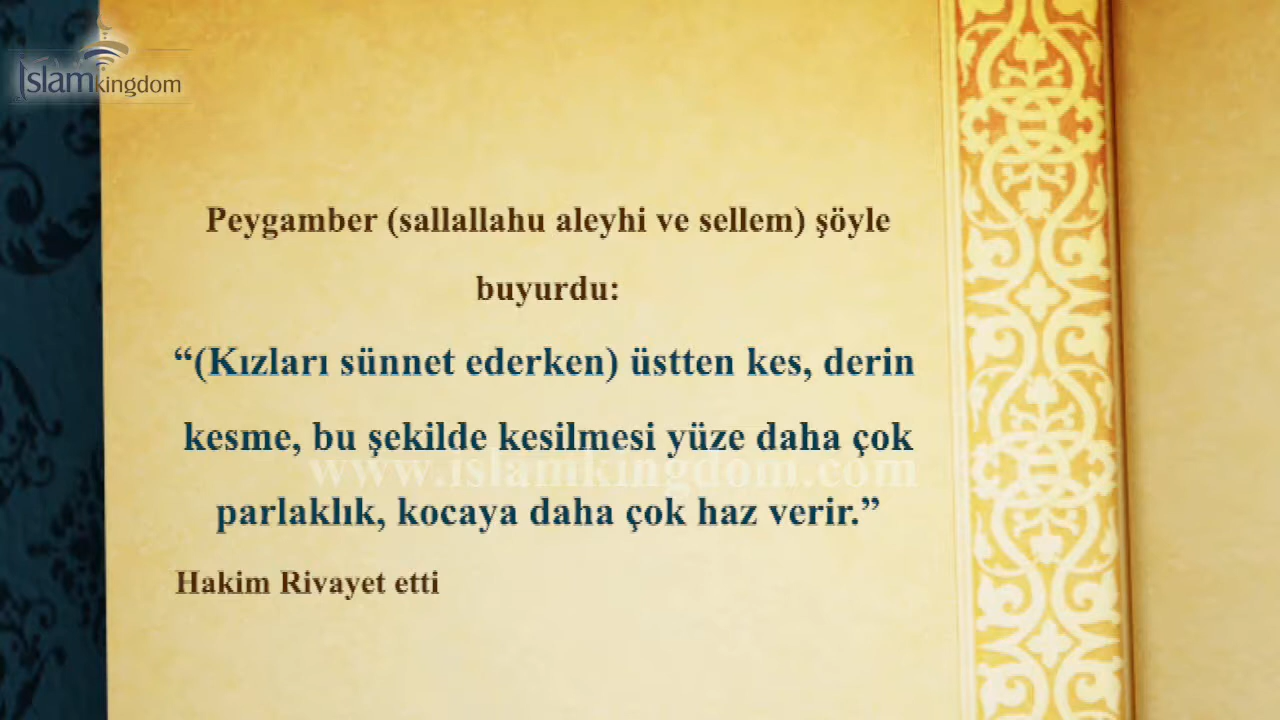 islamkingdom
Peygamber (sallallahu aleyhi ve sellem) şöyle
buyurdu:
“(Kızları sünnet ederken) üstten kes, derin
kesme, bu şekilde kesilmesi yüze daha çok
www.islamkingdom.com
parlaklık, kocaya daha çok haz verir.”
Hakim Rivayet etti